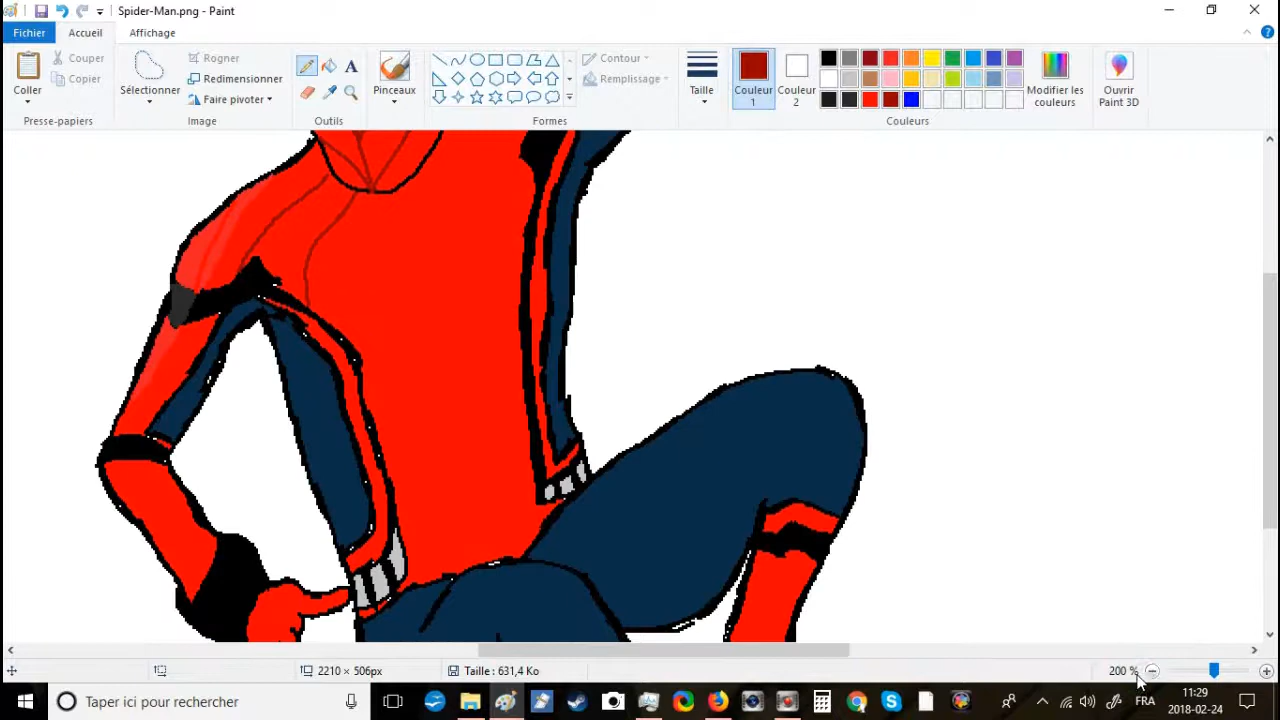 Spider-Man.png - Paint
Fichier Accueil Affichage
Coller
Couper
Copier
Presse-papiers
Sélectionner
Rogner
Redimensionner
Faire pivoter
Image
A
Outils
Pinceaux
Contour
Remplissage
Formes
Taille
Couleur 1
Couleur 2
Modifier les couleurs
Couleurs
Ouvrir Paint 3D
2210 × 506px
Taille : 631,4 Ko
200 %
Taper ici pour rechercher
FRA
11:29
2018-02-24